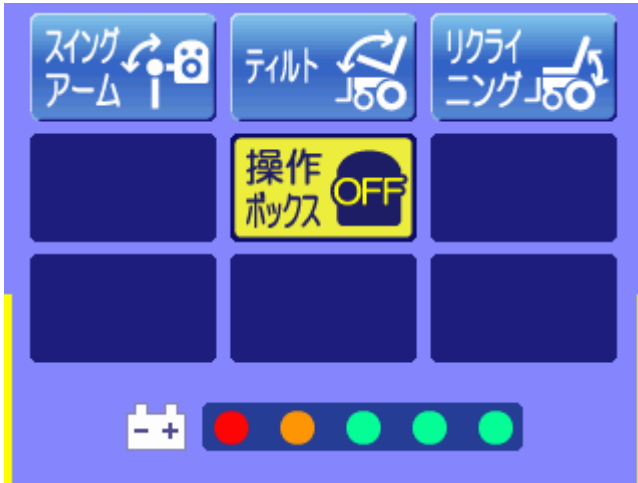 スイング
アーム
ティルト
リクライ
ニング
操作
ボックス
OFF